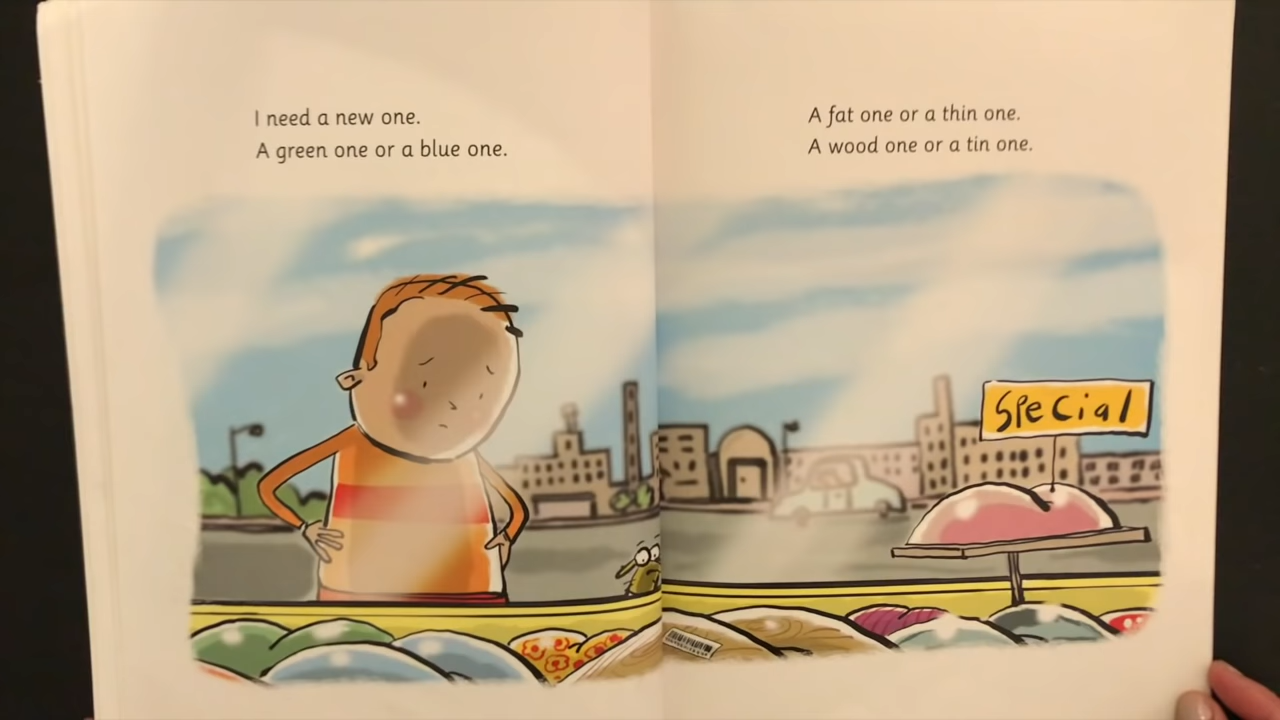 I need a new one.
A green one or a blue one.
A fat one or a thin one.
A wood one or a tin one.
SPeCial